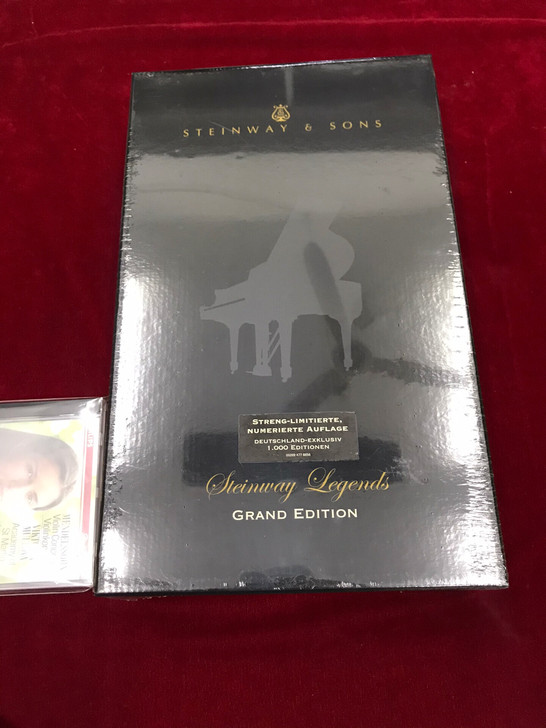 STEINWAY & SONS
STRENG-LIMITIERTE,
NUMERIERTE AUFLAGE
DEUTSCHLAND-EXKLUSIV
1.000 EDITIONEN
Steinway Legends
GRAND EDITION